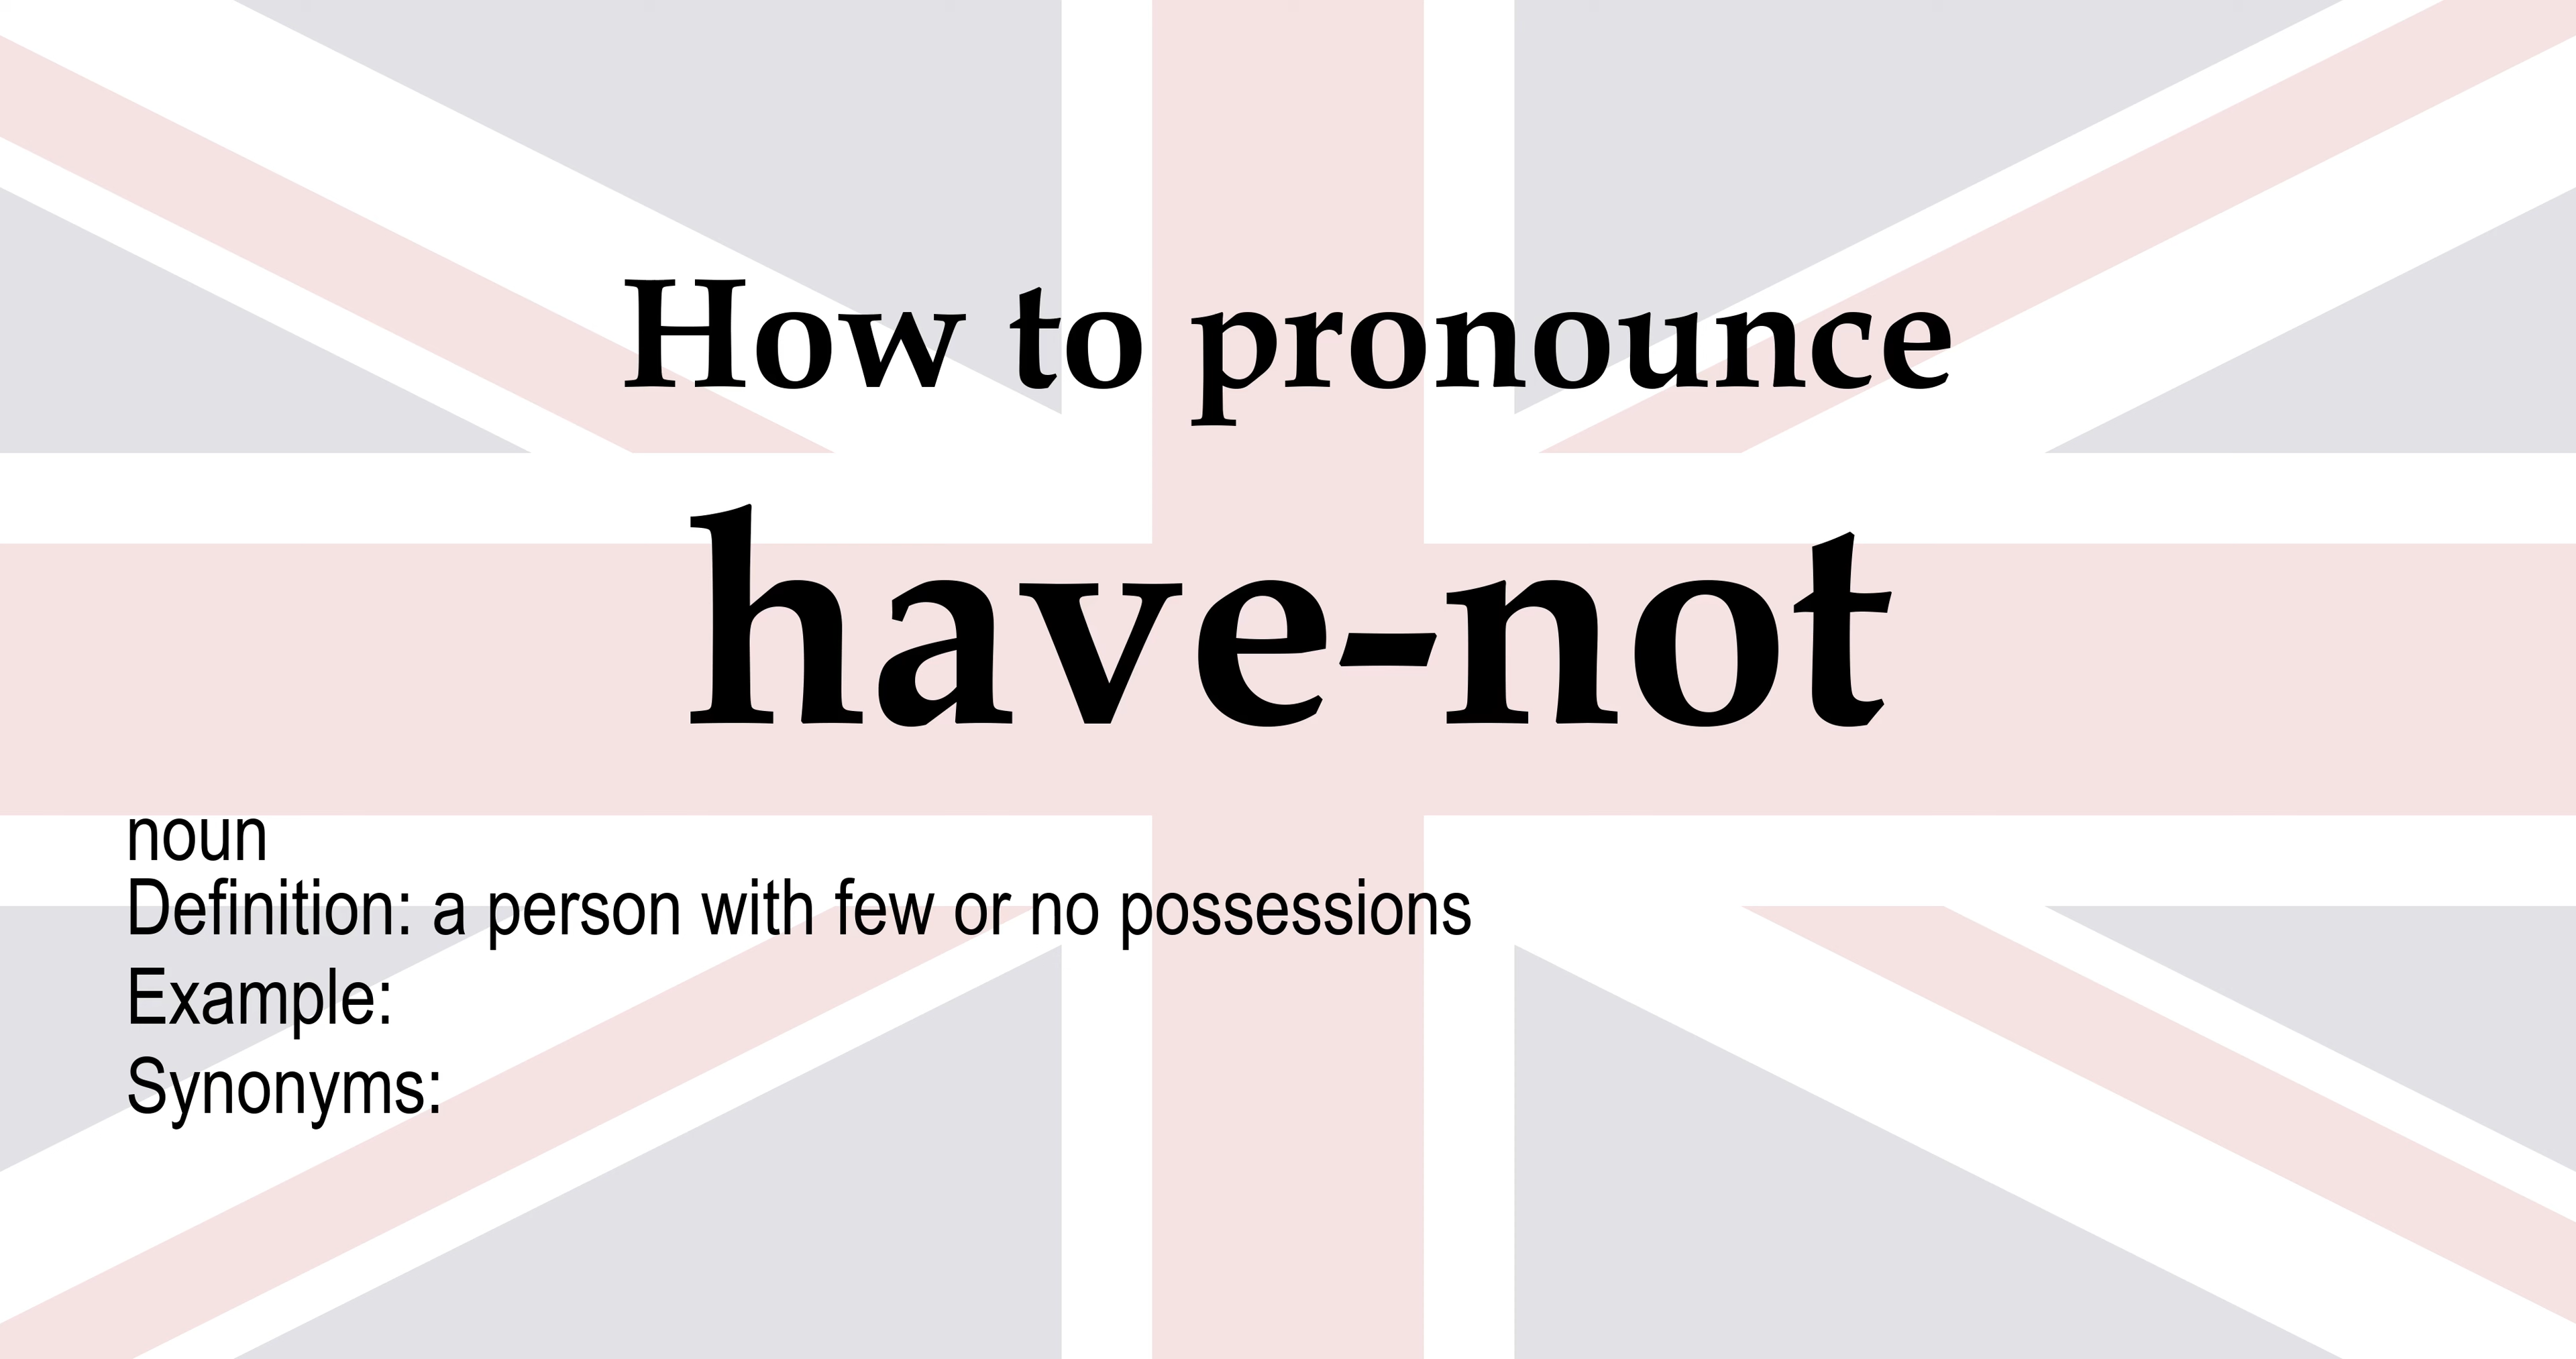 How to pronounce
have-not
noun
Definition: a person with few or no possessions
Example:
Synonyms: